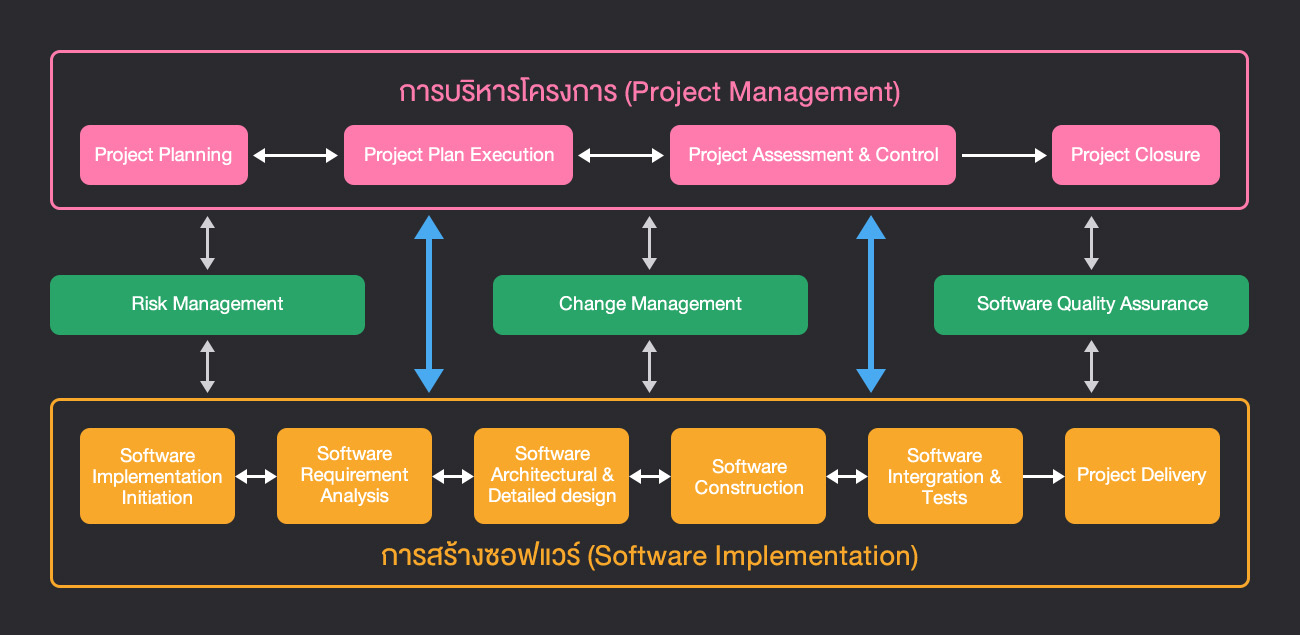 การบริหารโครงการ (Project Management)
Project Planning
Project Plan Execution
Project Assessment & Control
Project Closure
Risk Management
Change Management
Software Quality Assurance
Software
Implementation
Initiation
Software
Requirement
Analysis
Software
Architectural &
Detailed design
Software
Construction
Software
Intergration &
Tests
Project Delivery
การสร้างซอฟแวร์ (Software Implementation)